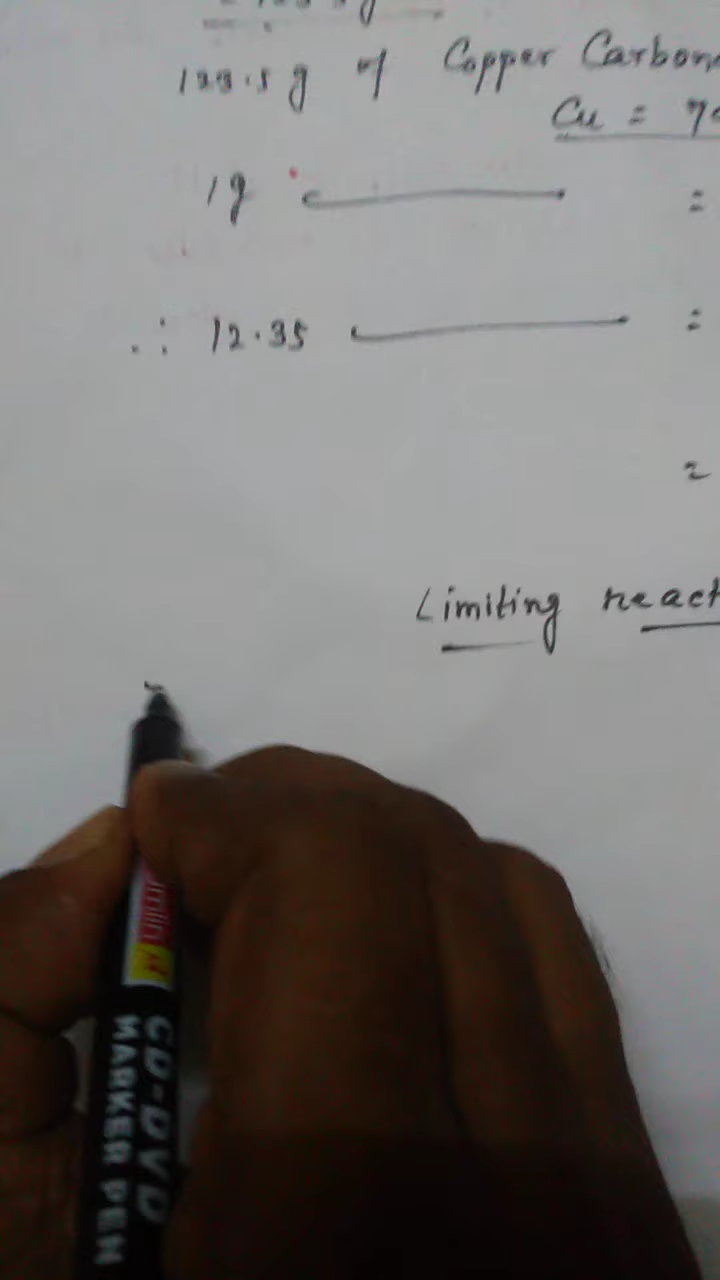 123.5 g of Copper Carbon
Cu = 7
1g =
∴ 12.35 =
=
Limiting react
CD-DVD
MARKER PEN